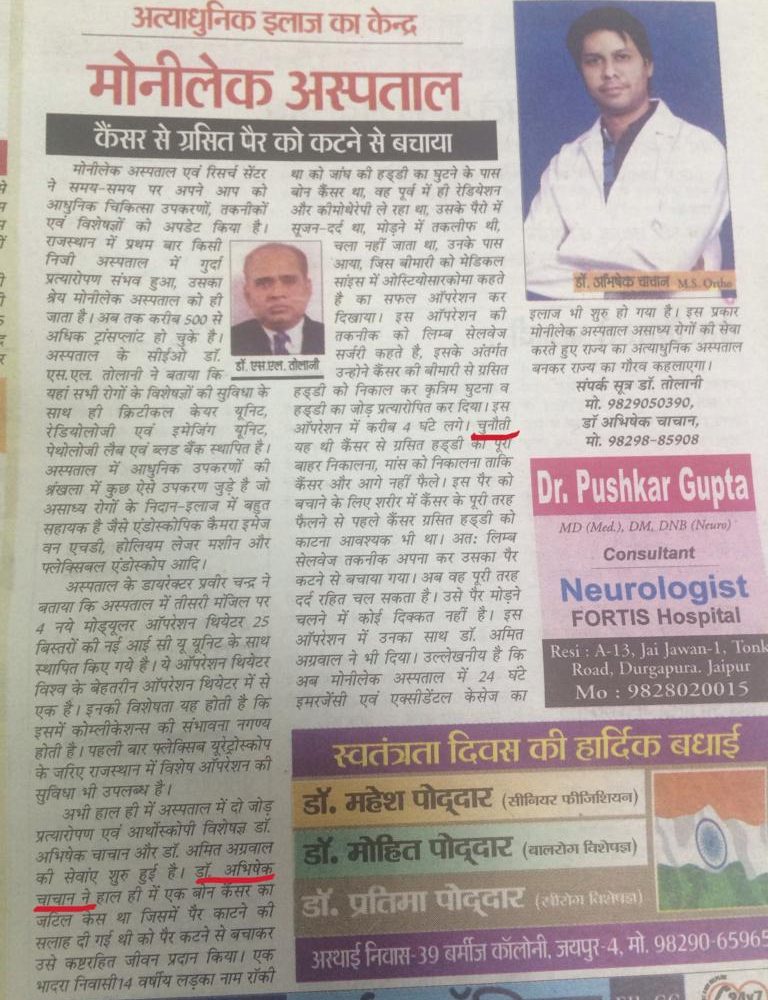 अत्याधुनिक इलाज का केन्द्र
मोनीलेक अस्पताल
कैंसर से ग्रसित पैर को कटने से बचाया
मोनीलेक अस्पताल एवं रिसर्च सेंटर
ने समय-समय पर अपने आप को
आधुनिक चिकित्सा उपकरणों, तकनीकों
एवं विशेषज्ञों को अपडेट किया है।
राजस्थान में प्रथम बार किसी
निजी अस्पताल में गुर्दा
प्रत्यारोपण संभव हुआ, उसका
श्रेय मोनीलेक अस्पताल को ही
जाता है। अब तक करीब 500 से
अधिक ट्रांसप्लांट हो चुके है।
अस्पताल के सीईओ डॉ.
एस.एल. तोलानी ने बताया कि
यहां सभी रोगों के विशेषज्ञों की सुविधा के
साथ ही क्रिटीकल केयर यूनिट,
रेडियोलोजी एवं इमेजिंग यूनिट,
पेथोलोजी लैब एवं ब्लड बैंक स्थापित है।
अस्पताल में आधुनिक उपकरणों की
श्रंखला में कुछ ऐसे उपकरण जुड़े है जो
असाध्य रोगों के निदान-इलाज में बहुत
सहायक है जैसे एंडोस्कोपिक कैमरा इमेज
वन एचडी, होलियम लेजर मशीन और
फ्लेक्सिबल एंडोस्कोप आदि।
अस्पताल के डायरेक्टर प्रवीर चन्द्र ने
बताया कि अस्पताल में तीसरी मंजिल पर
4 नये मोड्यूलर ऑपरेशन थियेटर 25
बिस्तरों की नई आई सी यू यूनिट के साथ
स्थापित किए गये है। ये ऑपरेशन थियेटर
विश्व के बेहतरीन ऑपरेशन थियेटर में से
एक है। इनकी विशेषता यह होती है कि
इसमें कोम्लीकेशन्स की संभावना नगण्य
होती है। पहली बार फ्लेक्सिब यूरेट्रोस्कोप
के जरिए राजस्थान में विशेष ऑपरेशन की
सुविधा भी उपलब्ध है।
अभी हाल ही में अस्पताल में दो जोड़
प्रत्यारोपण एवं आर्थोस्कोपी विशेषज्ञ डॉ.
अभिषेक चाचान और डॉ. अमित अग्रवाल
की सेवांए शुरु हुई है। डॉ. अभिषेक
चाचान ने हाल ही में एक बोन कैंसर का
जटिल केस था जिसमें पैर काटने की
सलाह दी गई थी को पैर कटने से बचाकर
उसे कष्टरहित जीवन प्रदान किया। एक
भादरा निवासी 14 वर्षीय लड़का नाम रॉकी
डॉ. एस.एल. तोलानी
था को जांघ की हड्डी का घुटने के पास
बोन कैंसर था, वह पूर्व में ही रेडियेशन
और कीमोथेरेपी ले रहा था, उसके पैरो में
सूजन-दर्द था, मोड़ने में तकलीफ थी,
चला नहीं जाता था, उनके पास
आया, जिस बीमारी को मेडिकल
सांइस में ओस्टियोसारकोमा कहते
है का सफल ऑपरेशन कर
दिखाया। इस ऑपरेशन की
तकनीक को लिम्ब सेलवेज
सर्जरी कहते है, इसके अंतर्गत
उन्होने कैंसर की बीमारी से ग्रसित
हड्डी को निकाल कर कृत्रिम घुटना व
हड्डी का जोड़ प्रत्यारोपित कर दिया। इस
ऑपरेशन में करीब 4 घंटे लगे। चुनौती
यह थी कैंसर से ग्रसित हड्डी को पूरी
बाहर निकालना, मांस को निकालना ताकि
कैंसर और आगे नहीं फैले। इस पैर को
बचाने के लिए शरीर में कैंसर के पूरी तरह
फैलने से पहले कैंसर ग्रसित हड्डी को
काटना आवश्यक भी था। अत: लिम्ब
सेलवेज तकनीक अपना कर उसका पैर
कटने से बचाया गया। अब वह पूरी तरह
दर्द रहित चल सकता है। उसे पैर मोड़ने
चलने में कोई दिक्कत नहीं है। इस
ऑपरेशन में उनका साथ डॉ. अमित
अग्रवाल ने भी दिया। उल्लेखनीय है कि
अब मोनीलेक अस्पताल में 24 घंटे
इमरजेंसी एवं एक्सीडेंटल केसेज का
डॉ. अभिषेक चाचान M.S. Ortho
इलाज भी शुरु हो गया है। इस प्रकार
मोनीलेक अस्पताल असाध्य रोगों की सेवा
करते हुए राज्य का अत्याधुनिक अस्पताल
बनकर राज्य का गौरव कहलाएगा।
संपर्क सूत्र डॉ. तोलानी
मो. 9829050390,
डॉ अभिषेक चाचान,
मो. 98298-85908
Dr. Pushkar Gupta
MD (Med.), DM, DNB (Neuro)
Consultant
Neurologist
FORTIS Hospital
Resi : A-13, Jai Jawan-1, Tonk
Road, Durgapura. Jaipur
Mo : 9828020015
स्वतंत्रता दिवस की हार्दिक बधाई
डॉ. महेश पोद्दार (सीनियर फीजिशियन)
डॉ. मोहित पोद्दार (बालरोग विशेषज्ञ)
डॉ. प्रतिमा पोद्दार (स्त्रीरोग विशेषज्ञ)
अस्थाई निवास-39 बर्मीज कॉलोनी, जयपुर-4, मो. 98290-65965